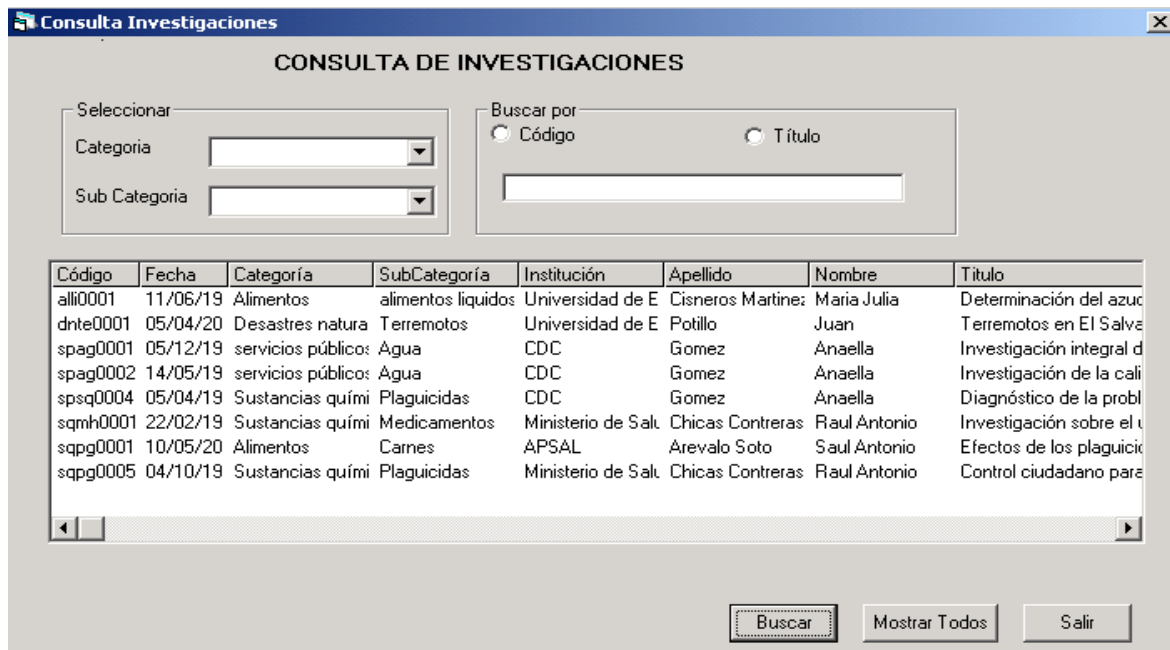 Consulta Investigaciones
CONSULTA DE INVESTIGACIONES
Seleccionar
Categoria
Sub Categoria
Buscar por
Código Título
Código Fecha Categoría SubCategoría Institución Apellido Nombre Titulo
alli0001 11/06/19 Alimentos alimentos liquidos Universidad de E Cisneros Martinez Maria Julia Determinación del azuc
dnte0001 05/04/20 Desastres natura Terremotos Universidad de E Potillo Juan Terremotos en El Salva
spag0001 05/12/19 servicios públicos Agua CDC Gomez Anaella Investigación integral d
spag0002 14/05/19 servicios públicos Agua CDC Gomez Anaella Investigación de la cali
spsq0004 05/04/19 Sustancias quími Plaguicidas CDC Gomez Anaella Diagnóstico de la probl
sqmh0001 22/02/19 Sustancias quími Medicamentos Ministerio de Salu Chicas Contreras Raul Antonio Investigación sobre el u
sqpg0001 10/05/20 Alimentos Carnes APSAL Arevalo Soto Saul Antonio Efectos de los plaguicid
sqpg0005 04/10/19 Sustancias quími Plaguicidas Ministerio de Salu Chicas Contreras Raul Antonio Control ciudadano para
Buscar Mostrar Todos Salir